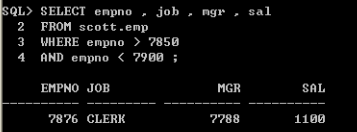 SQL> SELECT empno , job , mgr , sal
2 FROM scott.emp
3 WHERE empno > 7850
4 AND empno < 7900 ;
EMPNO JOB MGR SAL
---------- --------- ---------- ----------
7876 CLERK 7788 1100